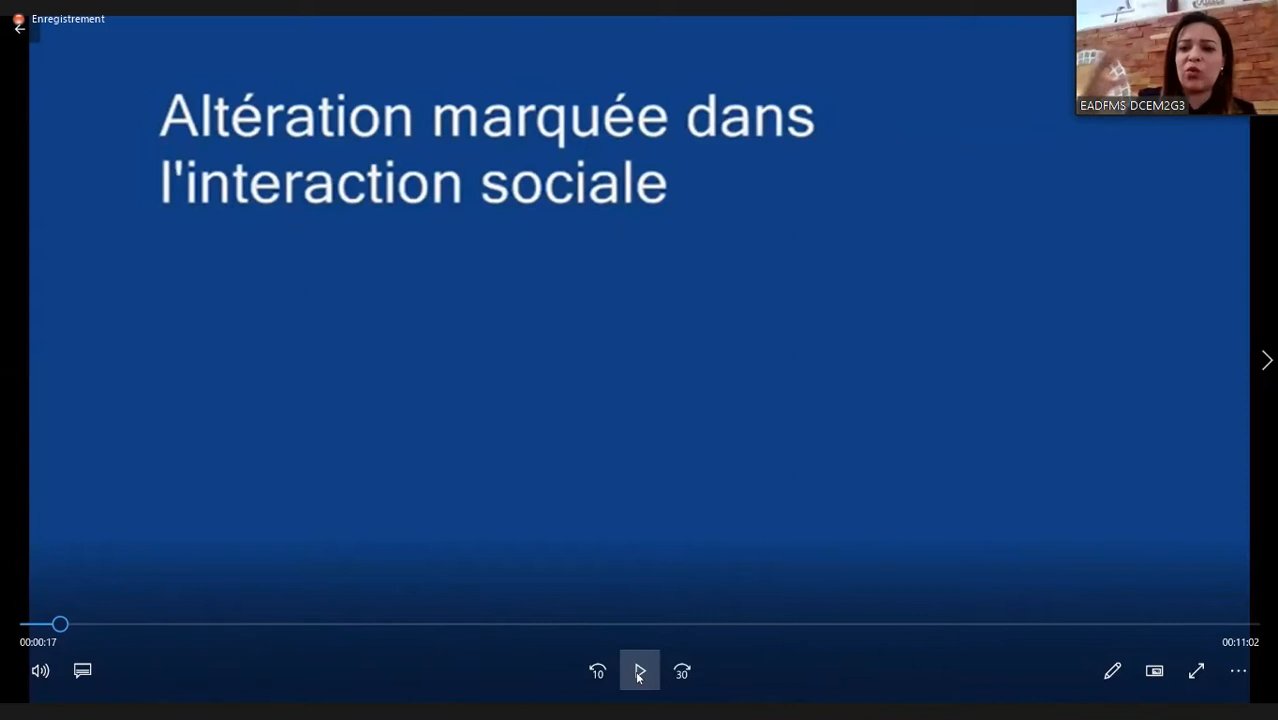 Enregistrement
Altération marquée dans
l'interaction sociale
EADFMS DCEM2G3
00:00:17
00:11:02
10
30